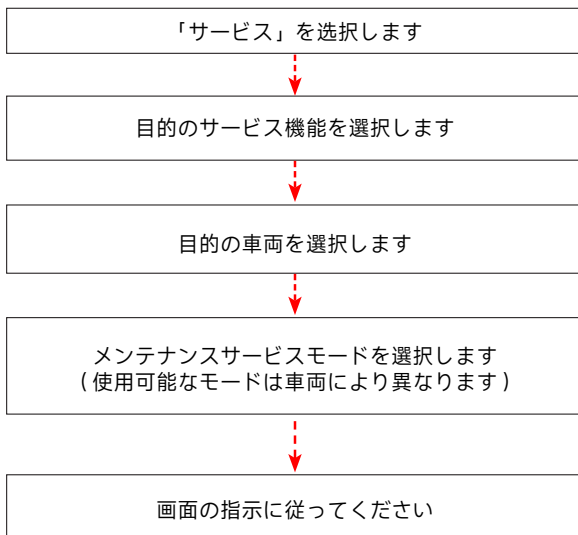 「サービス」を選択します
目的のサービス機能を選択します
目的の車両を選択します
メンテナンスサービスモードを選択します
(使用可能なモードは車両により異なります)
画面の指示に従ってください